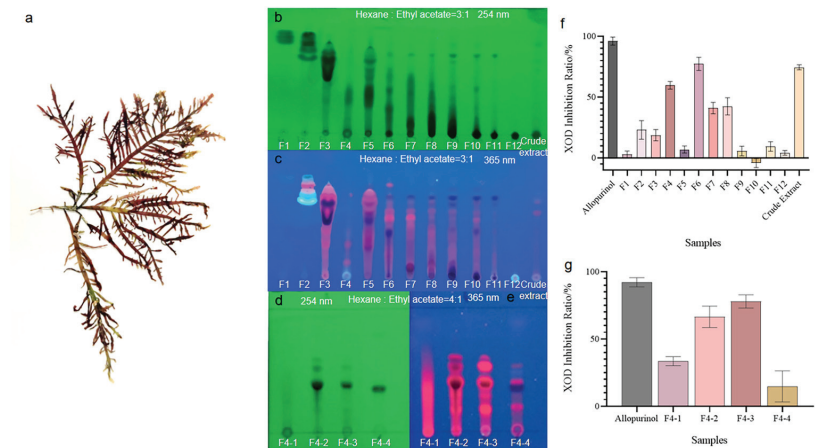 a
b
Hexane : Ethyl acetate=3:1 254 nm
F1 F2 F3 F4 F5 F6 F7 F8 F9 F10 F11 F12 Crude extract
c
Hexane : Ethyl acetate=3:1 365 nm
F1 F2 F3 F4 F5 F6 F7 F8 F9 F10 F11 F12 Crude extract
d
254 nm
Hexane : Ethyl acetate=4:1
365 nm
e
F4-1 F4-2 F4-3 F4-4
F4-1 F4-2 F4-3 F4-4
f
XOD Inhibition Ratio/%
100
50
0
Allopurinol F1 F2 F3 F4 F5 F6 F7 F8 F9 F10 F11 F12 Crude Extract
Samples
g
XOD Inhibition Ratio/%
100
50
0
Allopurinol F4-1 F4-2 F4-3 F4-4
Samples